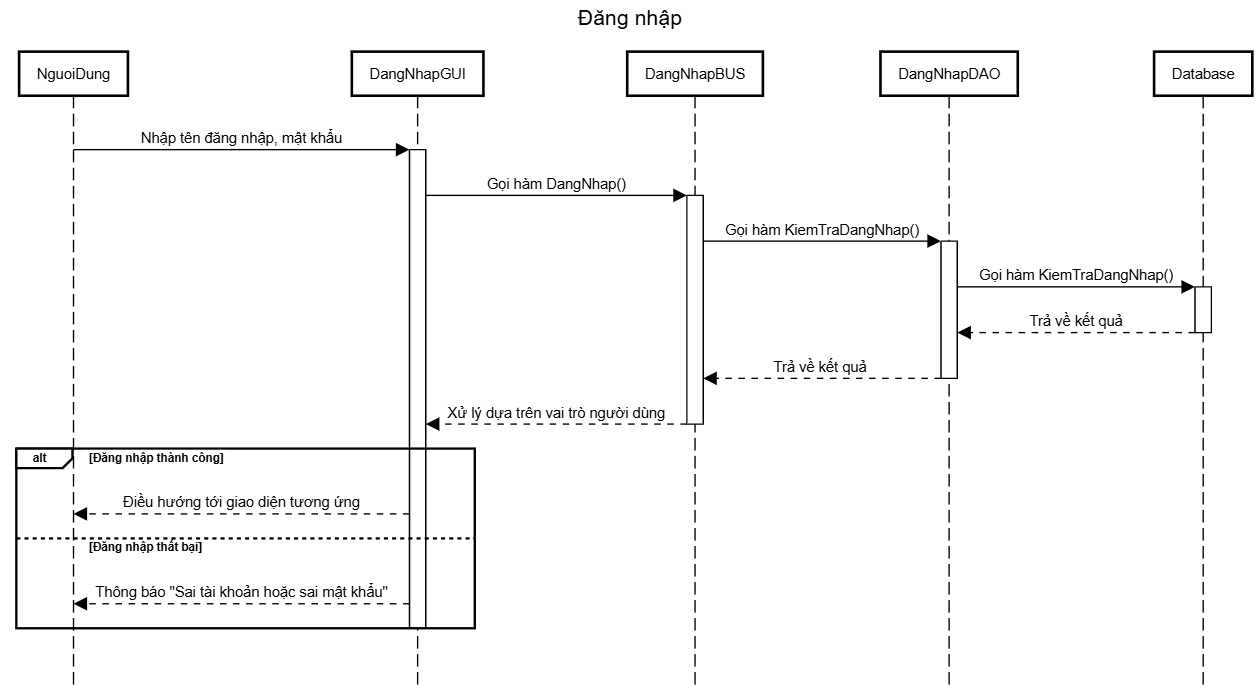 Đăng nhập
NguoiDung
DangNhapGUI
DangNhapBUS
DangNhapDAO
Database
Nhập tên đăng nhập, mật khẩu
Gọi hàm DangNhap()
Gọi hàm KiemTraDangNhap()
Gọi hàm KiemTraDangNhap()
Trả về kết quả
Trả về kết quả
Xử lý dựa trên vai trò người dùng
alt
[Đăng nhập thành công]
Điều hướng tới giao diện tương ứng
[Đăng nhập thất bại]
Thông báo "Sai tài khoản hoặc sai mật khẩu"